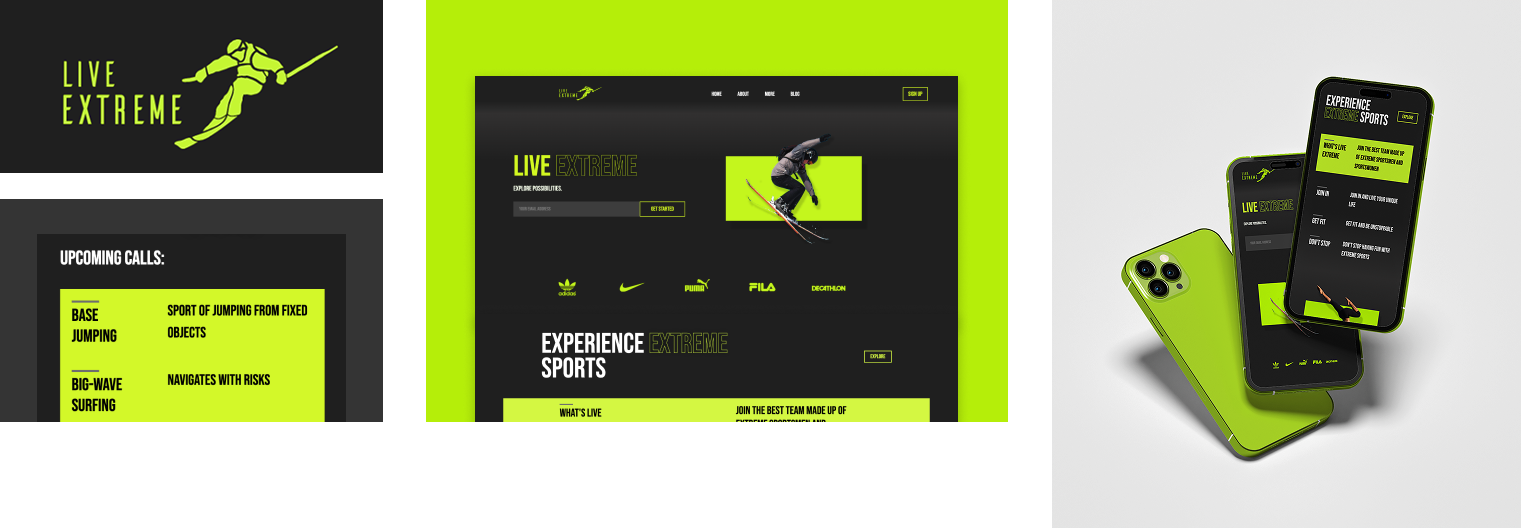 LIVE
EXTREME
UPCOMING CALLS:
BASE
JUMPING
SPORT OF JUMPING FROM FIXED
OBJECTS
BIG-WAVE
SURFING
NAVIGATES WITH RISKS
LIVE
EXTREME
HOME ABOUT MORE BLOG
SIGN UP
LIVE EXTREME
EXPLORE POSSIBILITIES.
YOUR EMAIL ADDRESS
GET STARTED
adidas
PUMA
FILA
DECATHLON
EXPERIENCE EXTREME
SPORTS
EXPLORE
WHAT'S LIVE
JOIN THE BEST TEAM MADE UP OF
EXTREME SPORTSMEN AND
EXPERIENCE
EXTREME SPORTS
EXPLORE
WHAT'S LIVE
EXTREME
JOIN THE BEST TEAM MADE UP
OF EXTREME SPORTSMEN AND
SPORTSWOMEN
JOIN IN
JOIN IN AND LIVE YOUR UNIQUE
LIFE
GET FIT
GET FIT AND BE UNSTOPPABLE
DON'T STOP
DON'T STOP HAVING FUN WITH
EXTREME SPORTS
LIVE
EXTREME
LIVE EXTREME
EXPLORE POSSIBILITIES.
adidas
PUMA
FILA